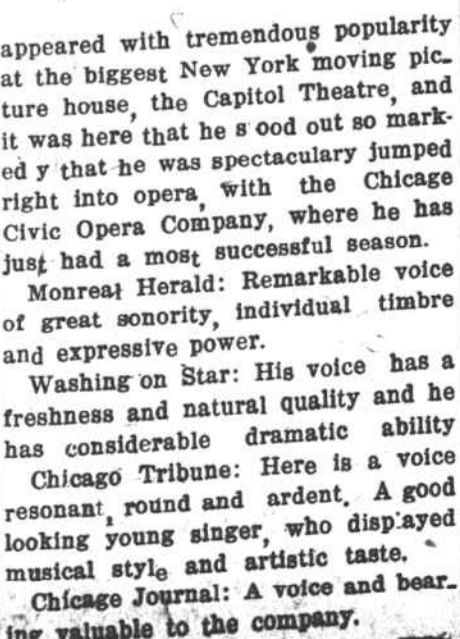 appeared with tremendous popularity
at the biggest New York moving pic-
ture house, the Capitol Theatre, and
it was here that he s ood out so mark-
ed y that he was spectaculary jumped
right into opera, with the Chicago
Civic Opera Company, where he has
just had a most successful season.
Monreal Herald: Remarkable voice
of great sonority, individual timbre
and expressive power.
Washing on Star: His voice has a
freshness and natural quality and he
has considerable dramatic ability
Chicago Tribune: Here is a voice
resonant, round and ardent. A good
looking young singer, who disp.ayed
musical style and artistic taste.
Chicage Journal: A voice and bear-
ing valuable to the company.